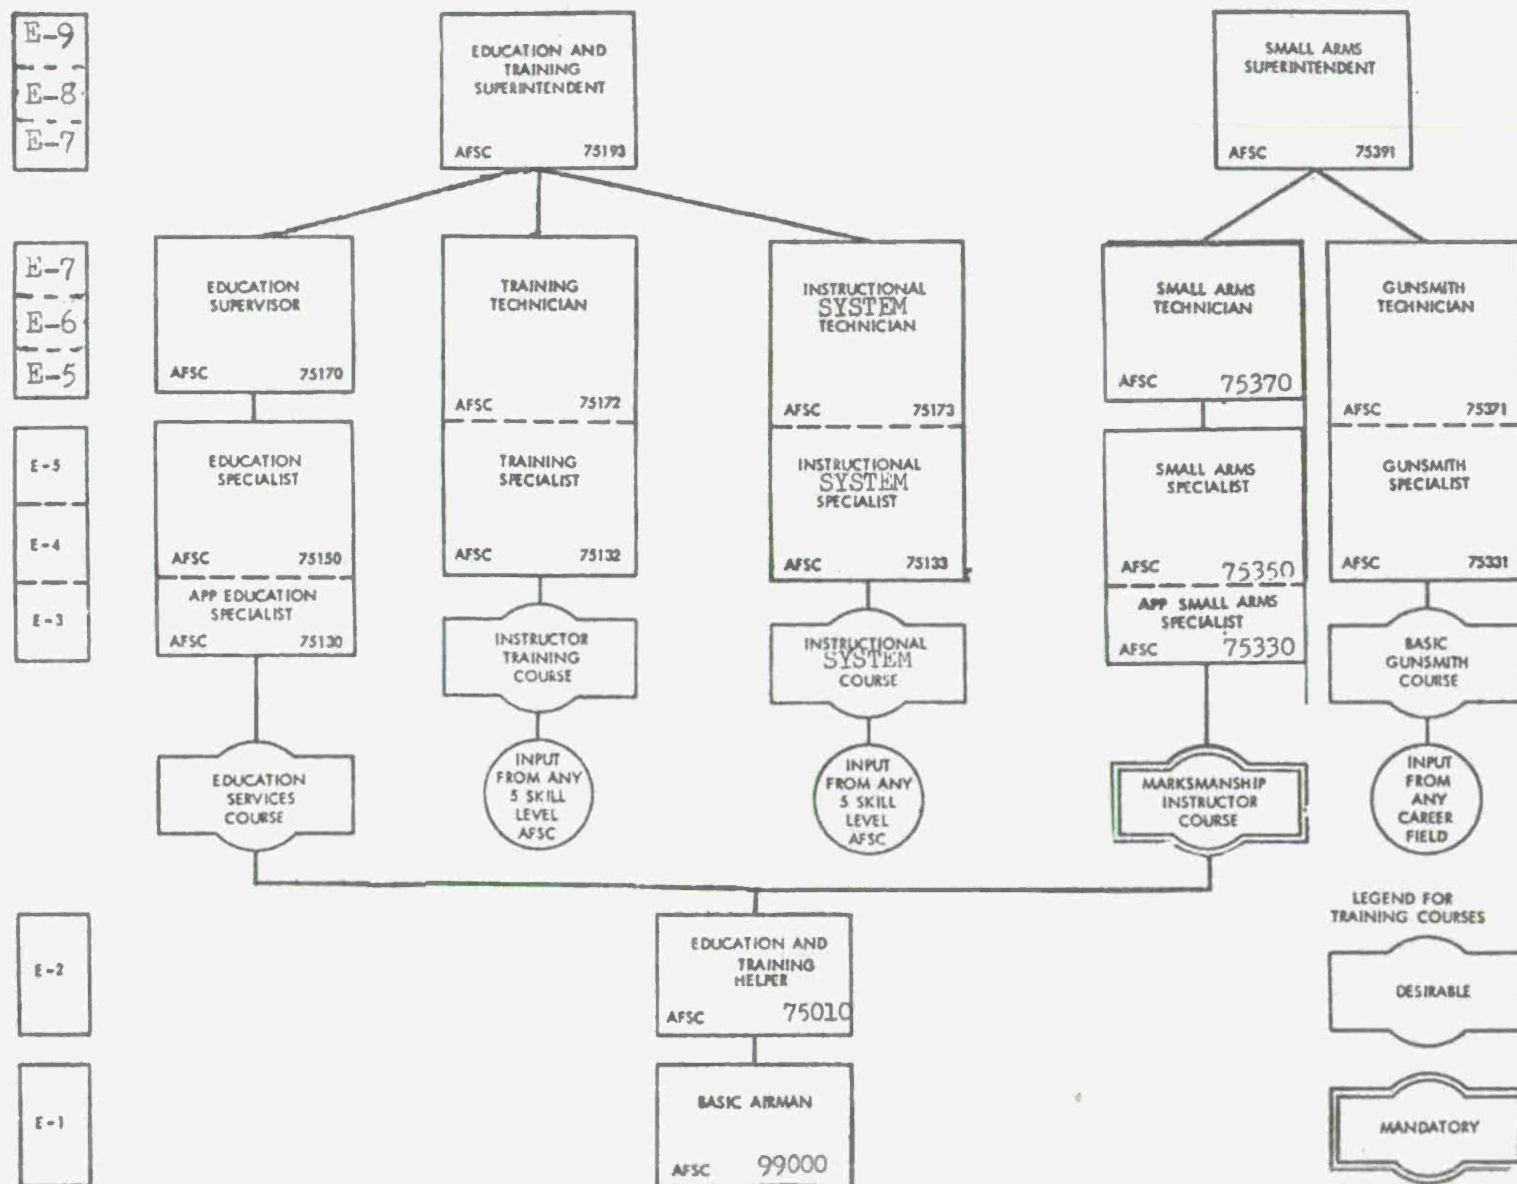 E-9
E-8
E-7
EDUCATION AND
TRAINING
SUPERINTENDENT
AFSC 75193
SMALL ARMS
SUPERINTENDENT
AFSC 75391
E-7
E-6
E-5
EDUCATION
SUPERVISOR
AFSC 75170
TRAINING
TECHNICIAN
AFSC 75172
INSTRUCTIONAL
SYSTEM
TECHNICIAN
AFSC 75173
SMALL ARMS
TECHNICIAN
AFSC 75370
GUNSMITH
TECHNICIAN
AFSC 75371
E-5
E-4
E-3
EDUCATION
SPECIALIST
AFSC 75150
APP EDUCATION
SPECIALIST
AFSC 75130
TRAINING
SPECIALIST
AFSC 75132
INSTRUCTIONAL
SYSTEM
SPECIALIST
AFSC 75133
SMALL ARMS
SPECIALIST
AFSC 75350
APP SMALL ARMS
SPECIALIST
AFSC 75330
GUNSMITH
SPECIALIST
AFSC 75331
INSTRUCTOR
TRAINING
COURSE
INSTRUCTIONAL
SYSTEM
COURSE
BASIC
GUNSMITH
COURSE
EDUCATION
SERVICES
COURSE
INPUT
FROM ANY
5 SKILL
LEVEL
AFSC
INPUT
FROM ANY
5 SKILL
LEVEL
AFSC
MARKSMANSHIP
INSTRUCTOR
COURSE
INPUT
FROM
ANY
CAREER
FIELD
E-2
EDUCATION AND
TRAINING
HELPER
AFSC 75010
LEGEND FOR
TRAINING COURSES
DESIRABLE
E-1
BASIC AIRMAN
AFSC 99000
MANDATORY